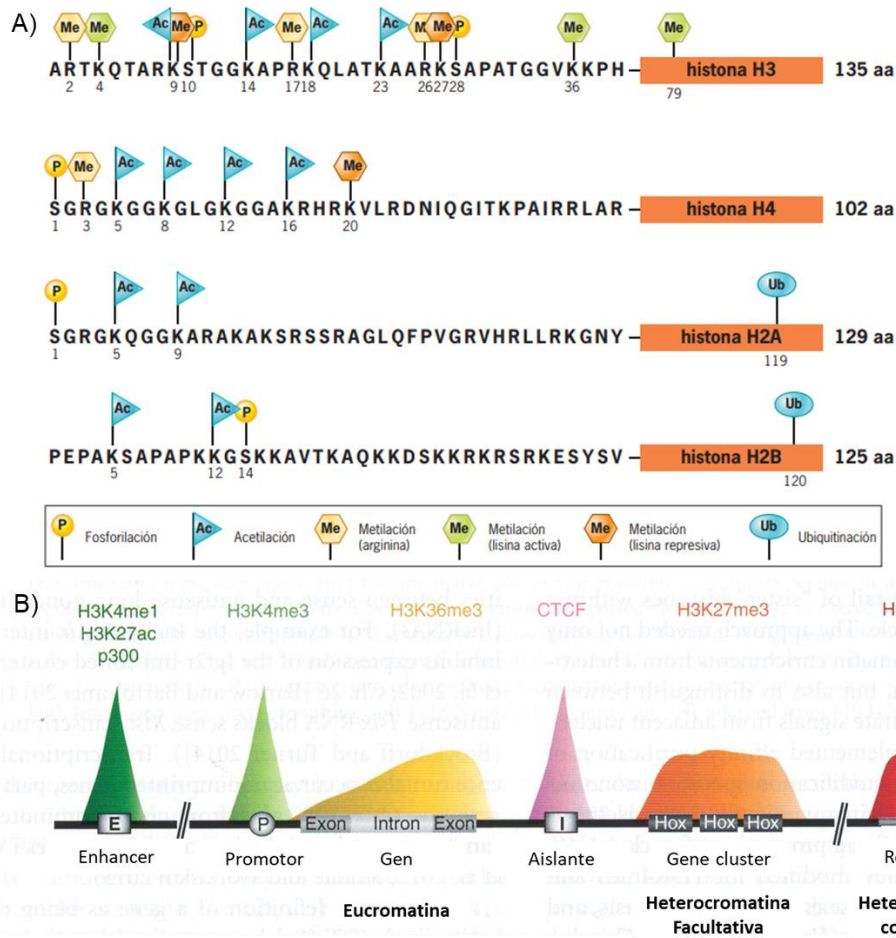 A)
Me Me Ac Me P Ac Me Ac Ac Me Me P Me Me
ARTKQTARKSTGGKAPRKQLATKAARKSAPATGGVKKPH histona H3 135 aa
2 4 9 10 14 17 18 23 26 27 28 36 79
P Me Ac Ac Ac Ac Me
SGRGKGGKGLGKGGAKRHRKVLRDNIQGITKPAIRRLAR histona H4 102 aa
1 3 5 8 12 16 20
P Ac Ac Ub
SGRGKQGGKARAKAKSRSSRAGLQFPVGRVHRLLRKGNY histona H2A 129 aa
1 5 9 119
Ac Ac P Ub
PEPAKSAPAPKKGSKKAVTKAQKKDSKKRKRSRKESYSV histona H2B 125 aa
5 12 14 120
P Fosforilación Ac Acetilación Me Metilación (arginina) Me Metilación (lisina activa) Me Metilación (lisina represiva) Ub Ubiquitinación
B)
H3K4me1 H3K4me3 H3K36me3 CTCF H3K27me3
H3K27ac
p300
E P Exon Intron Exon I Hox Hox Hox
Enhancer Promotor Gen Aislante Gene cluster
Eucromatina Heterocromatina
Facultativa